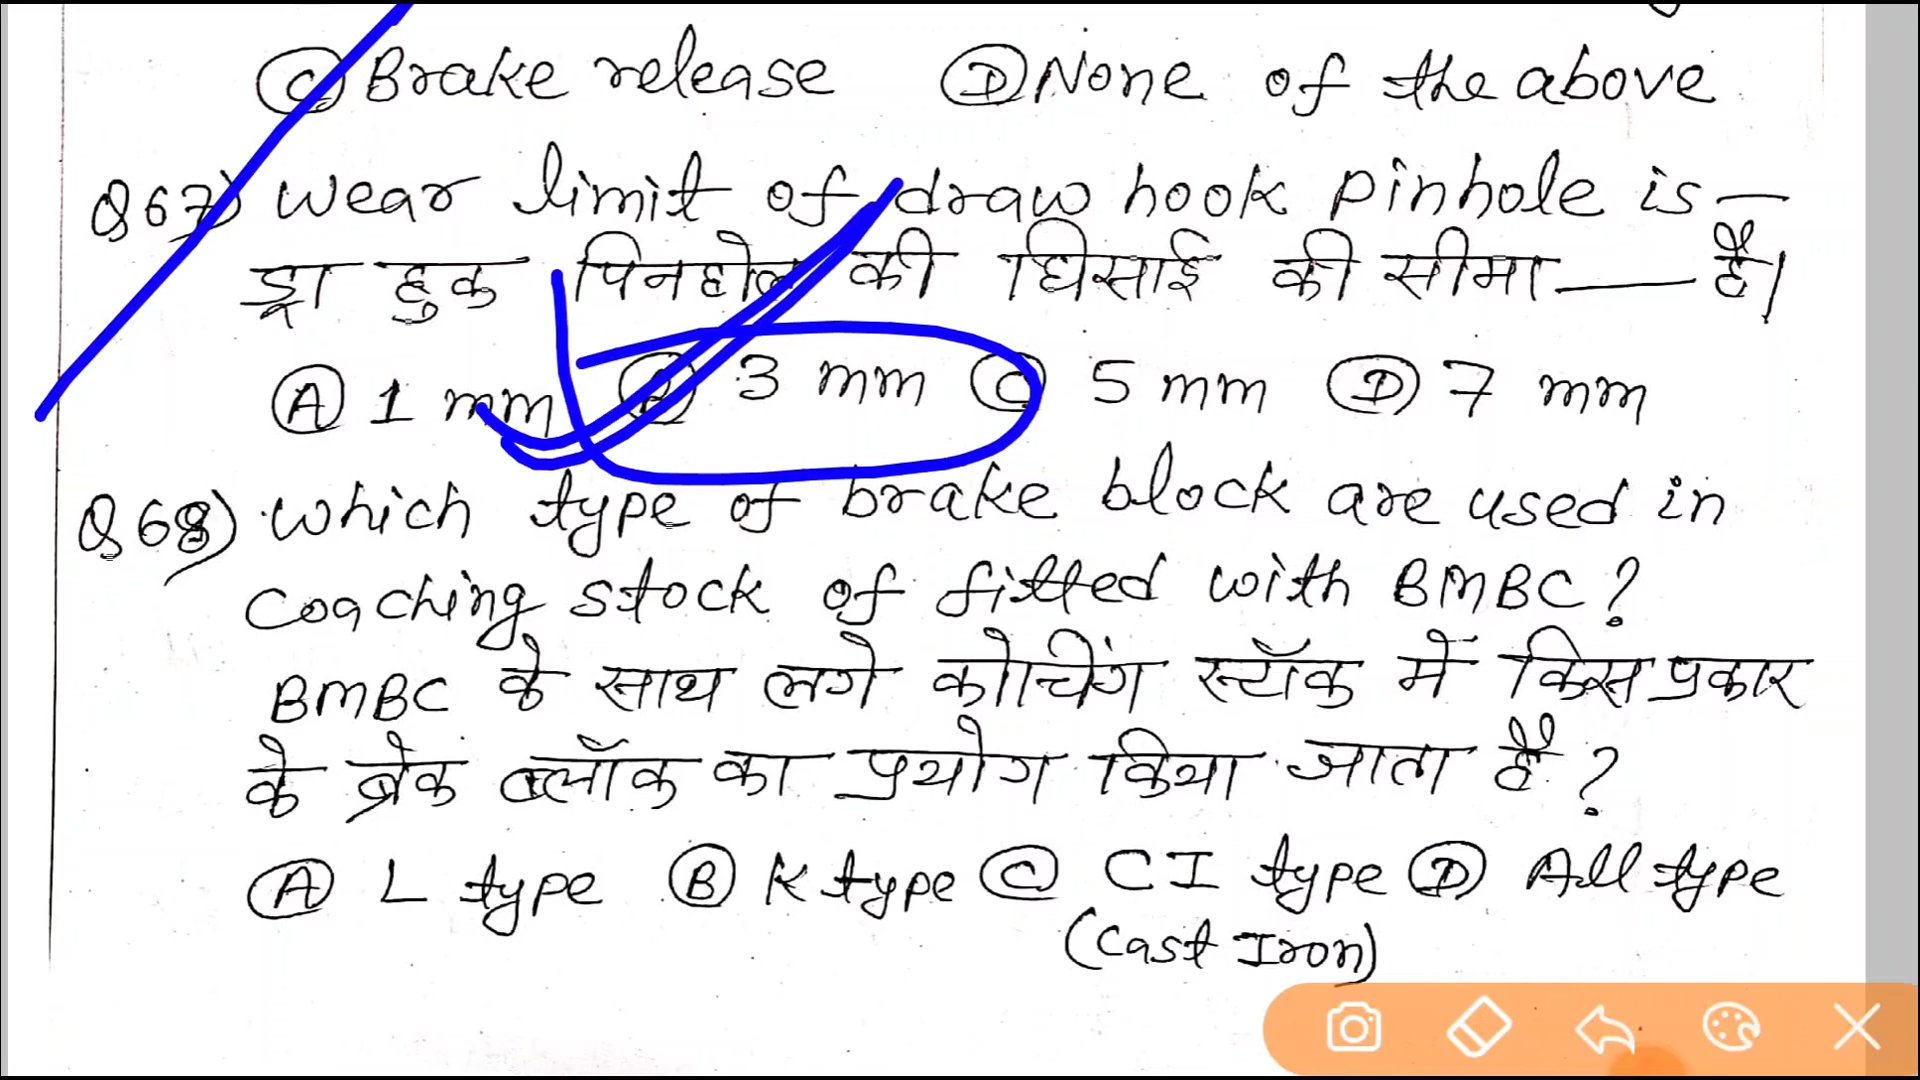 Ⓒ Brake release Ⓓ None of the above
Q67) Wear limit of draw hook pinhole is —
ड्रा हुक पिनहोल की घिसाई की सीमा —— है।
Ⓐ 1 mm Ⓑ 3 mm Ⓒ 5 mm Ⓓ 7 mm
Q68) Which type of brake block are used in
Coaching stock of fitted with BMBC?
BMBC के साथ लगे कोचिंग स्टॉक में किस प्रकार
के ब्रेक ब्लॉक का प्रयोग किया जाता है ?
Ⓐ L type Ⓑ K type Ⓒ CI type Ⓓ All type
(Cast Iron)